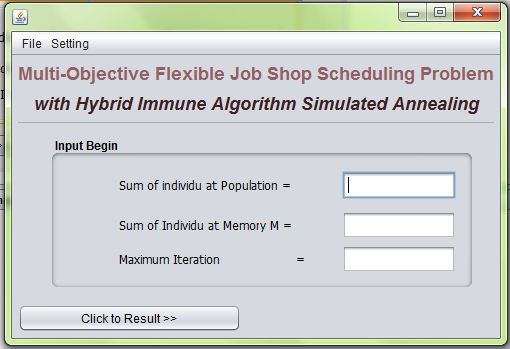 File Setting
Multi-Objective Flexible Job Shop Scheduling Problem
with Hybrid Immune Algorithm Simulated Annealing
Input Begin
Sum of individu at Population =
Sum of Individu at Memory M =
Maximum Iteration =
Click to Result >>